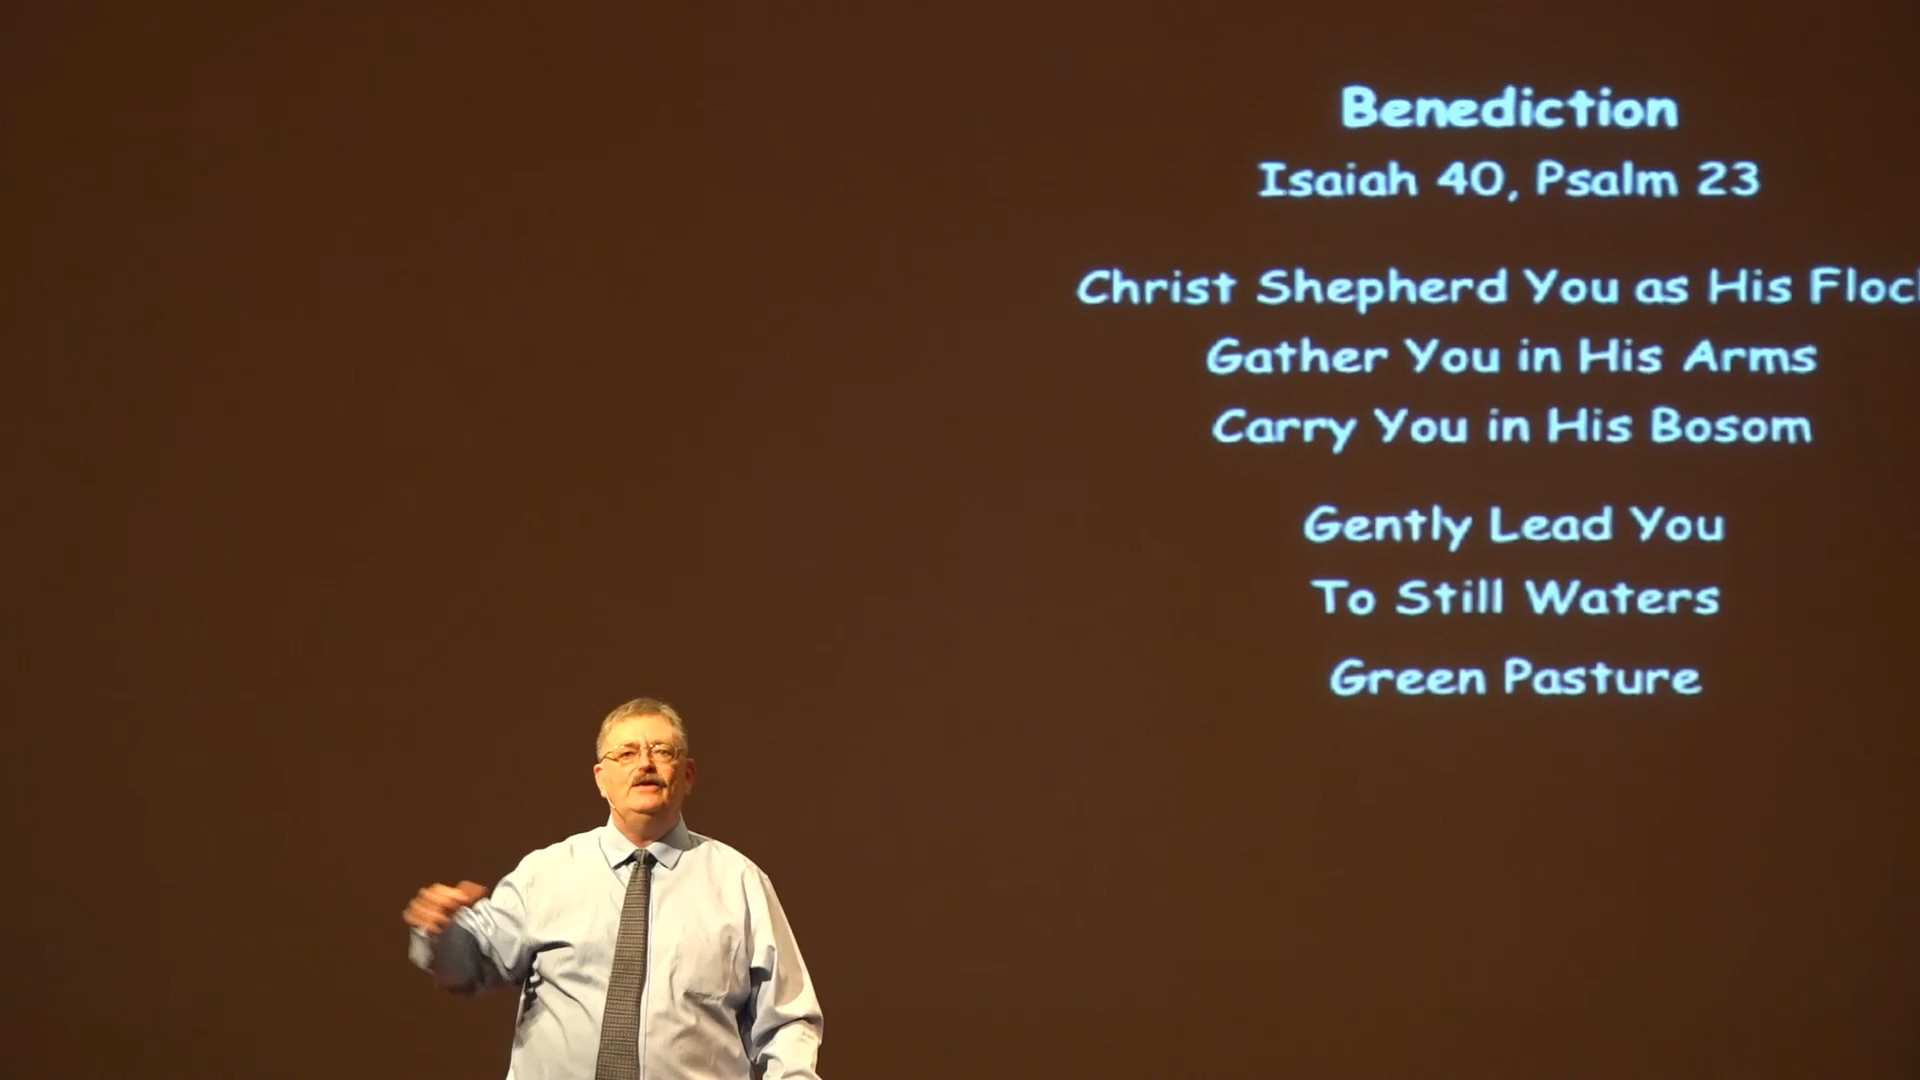 Benediction
Isaiah 40, Psalm 23
Christ Shepherd You as His Floc
Gather You in His Arms
Carry You in His Bosom
Gently Lead You
To Still Waters
Green Pasture